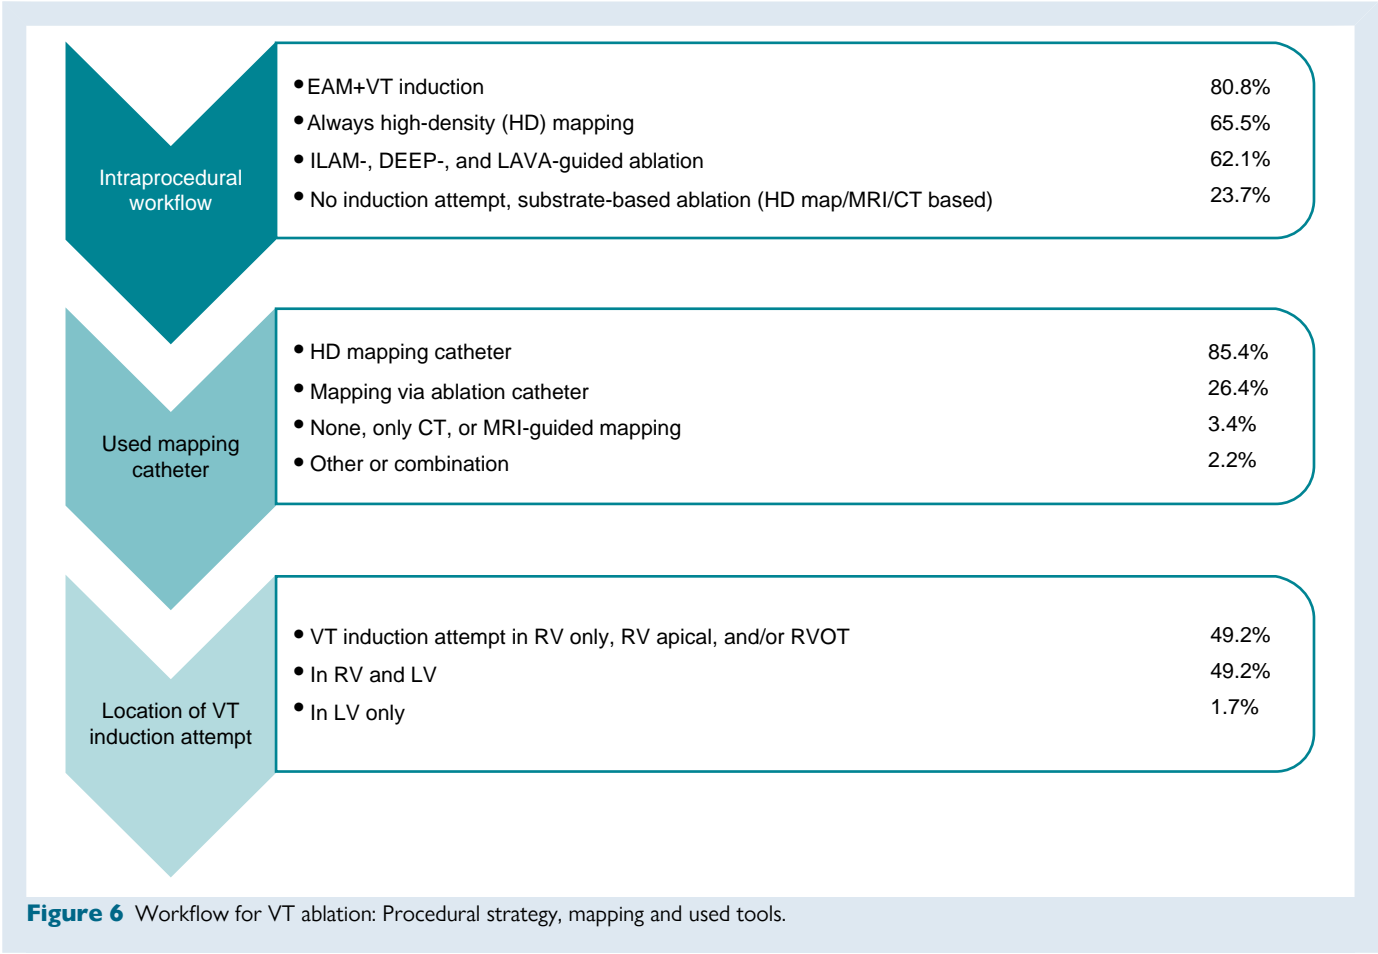 Intraprocedural
workflow
•EAM+VT induction 80.8%
•Always high-density (HD) mapping 65.5%
• ILAM-, DEEP-, and LAVA-guided ablation 62.1%
• No induction attempt, substrate-based ablation (HD map/MRI/CT based) 23.7%
Used mapping
catheter
• HD mapping catheter 85.4%
• Mapping via ablation catheter 26.4%
• None, only CT, or MRI-guided mapping 3.4%
• Other or combination 2.2%
Location of VT
induction attempt
• VT induction attempt in RV only, RV apical, and/or RVOT 49.2%
• In RV and LV 49.2%
• In LV only 1.7%
Figure 6 Workflow for VT ablation: Procedural strategy, mapping and used tools.